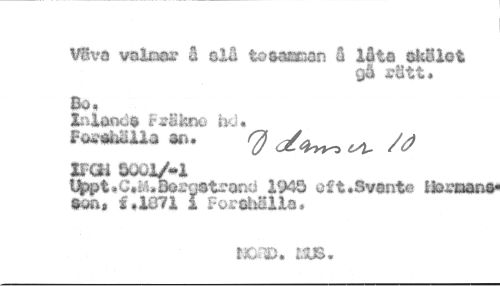 Väva valmar å slå tesamman å låta skälet
gå rätt.
Bo.
Inlands Fräkne hd.
Forshälla sn.
D danser 10
IFGH 5001/-1
Uppt.C.M.Bergstrand 1945 eft.Svante Hermans-
son, f.1871 i Forshälla.
NORD. MUS.